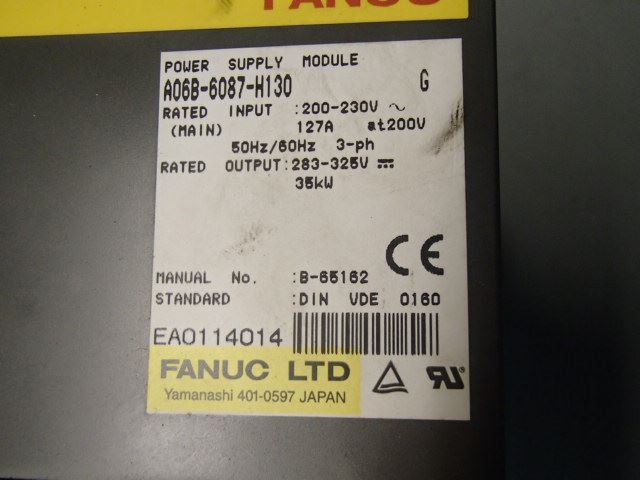 FANUC
POWER SUPPLY MODULE
A06B-6087-H130 G
RATED INPUT :200-230V ~
(MAIN) 127A at200V
50Hz/60Hz 3-ph
RATED OUTPUT:283-325V ⎓
35kW
CE
MANUAL No. :B-65162
STANDARD :DIN VDE 0160
EA0114014
FANUC LTD
Yamanashi 401-0597 JAPAN